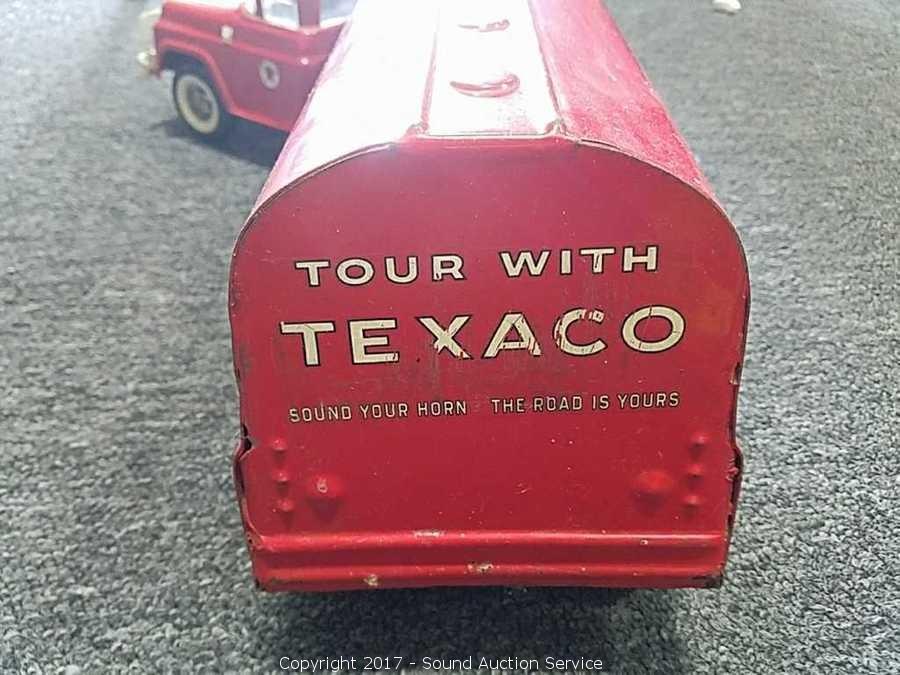 TOUR WITH
TEXACO
SOUND YOUR HORN THE ROAD IS YOURS
Copyright 2017 - Sound Auction Service